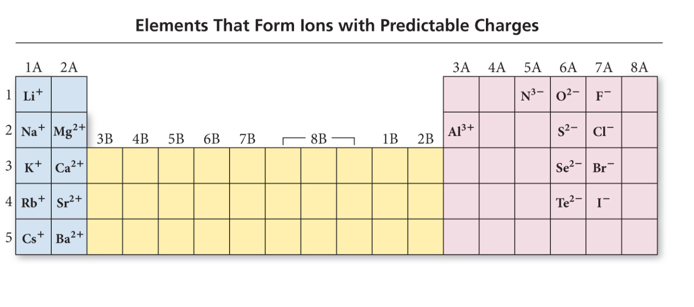 Elements That Form Ions with Predictable Charges
1A 2A 3A 4A 5A 6A 7A 8A
1 Li⁺ N³⁻ O²⁻ F⁻
2 Na⁺ Mg²⁺ 3B 4B 5B 6B 7B 8B 1B 2B Al³⁺ S²⁻ Cl⁻
3 K⁺ Ca²⁺ Se²⁻ Br⁻
4 Rb⁺ Sr²⁺ Te²⁻ I⁻
5 Cs⁺ Ba²⁺